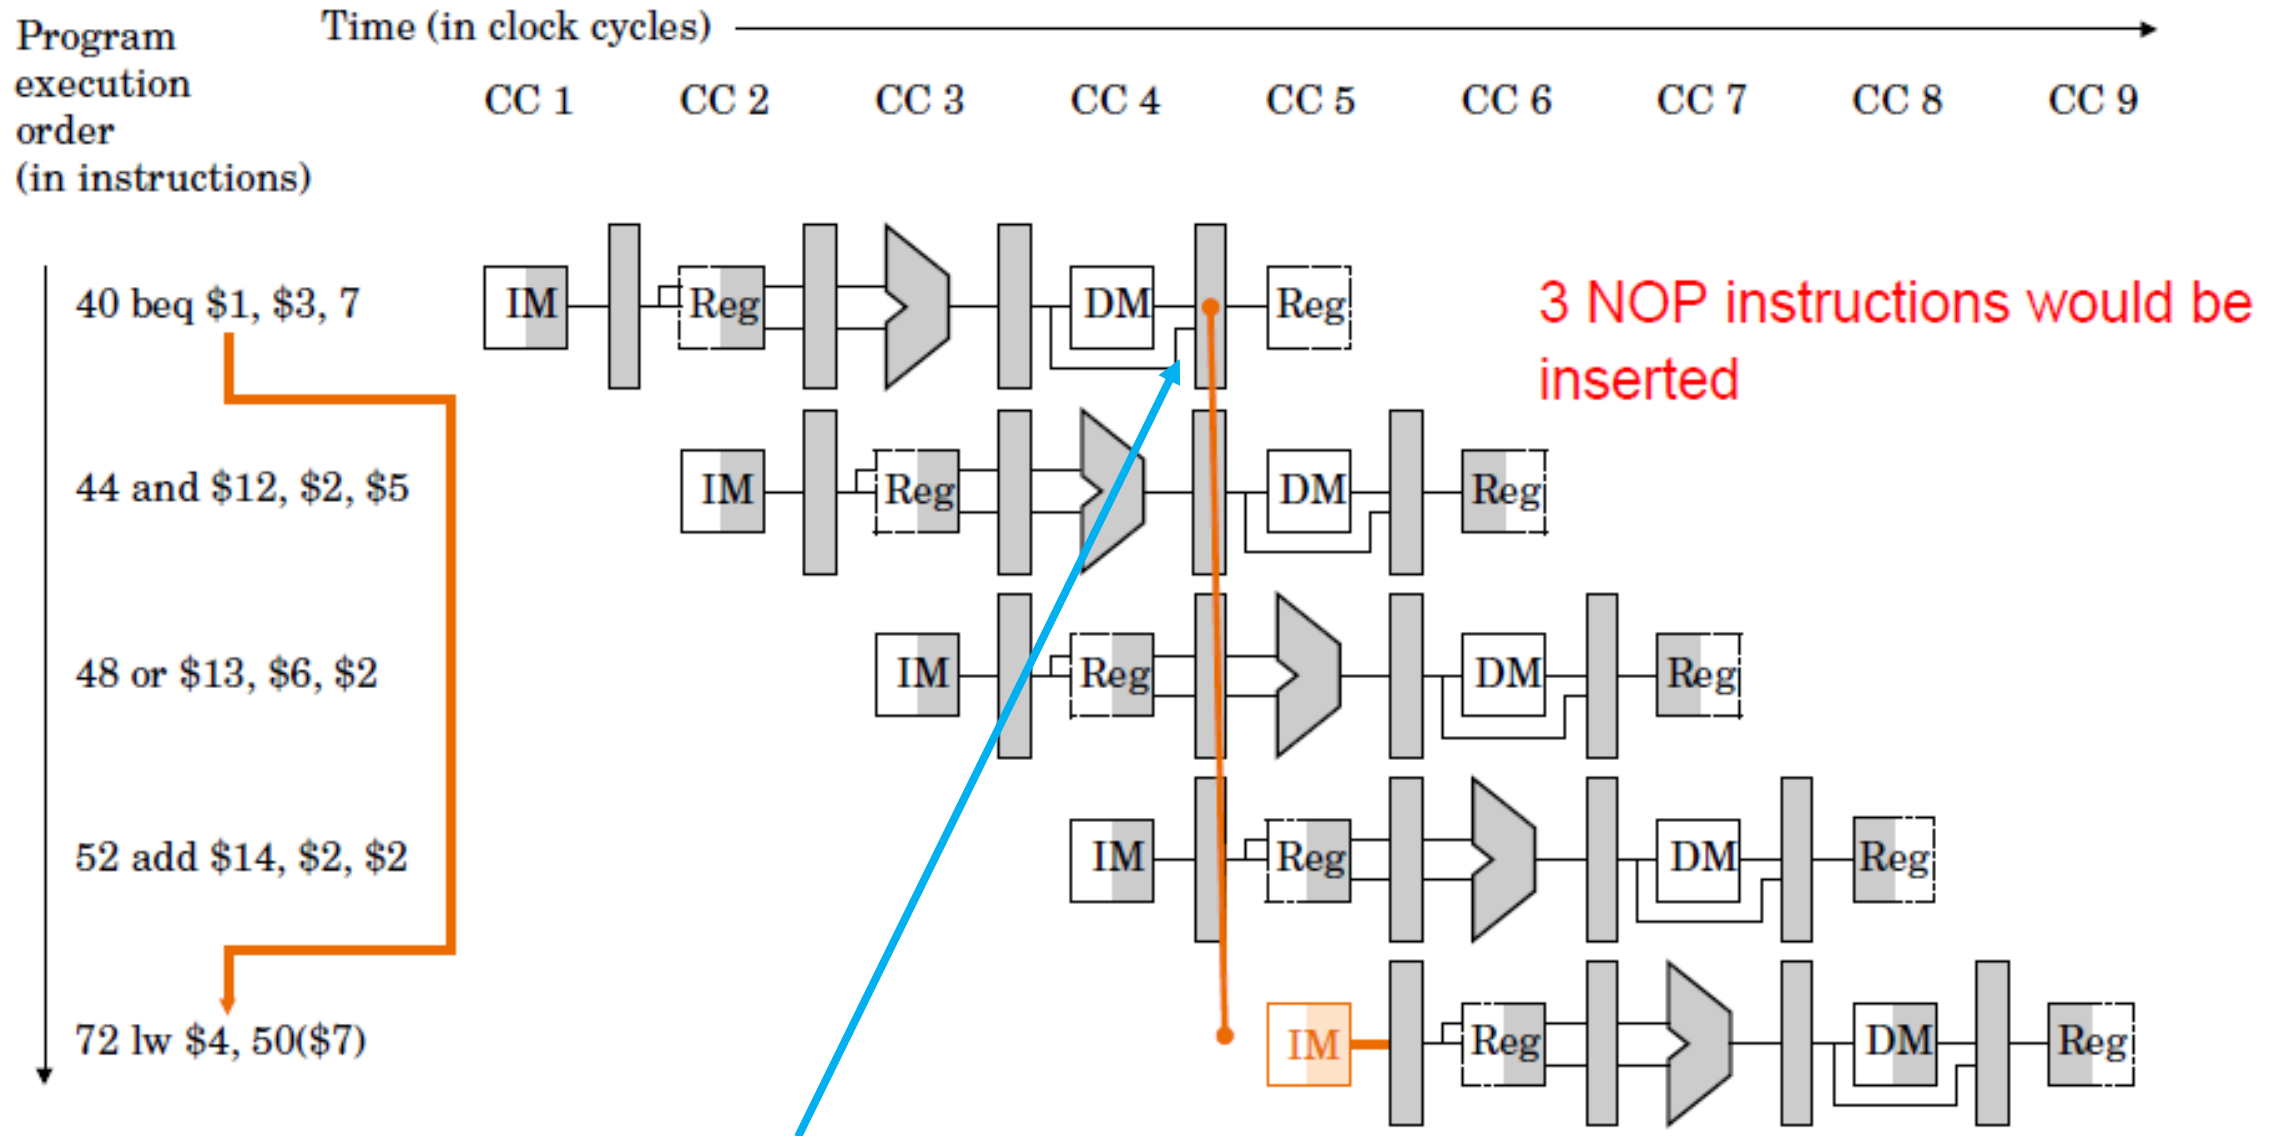 Program
execution
order
(in instructions)
Time (in clock cycles)
CC 1 CC 2 CC 3 CC 4 CC 5 CC 6 CC 7 CC 8 CC 9
40 beq $1, $3, 7
IM Reg DM Reg
3 NOP instructions would be
inserted
44 and $12, $2, $5
IM Reg DM Reg
48 or $13, $6, $2
IM Reg DM Reg
52 add $14, $2, $2
IM Reg DM Reg
72 lw $4, 50($7)
IM Reg DM Reg